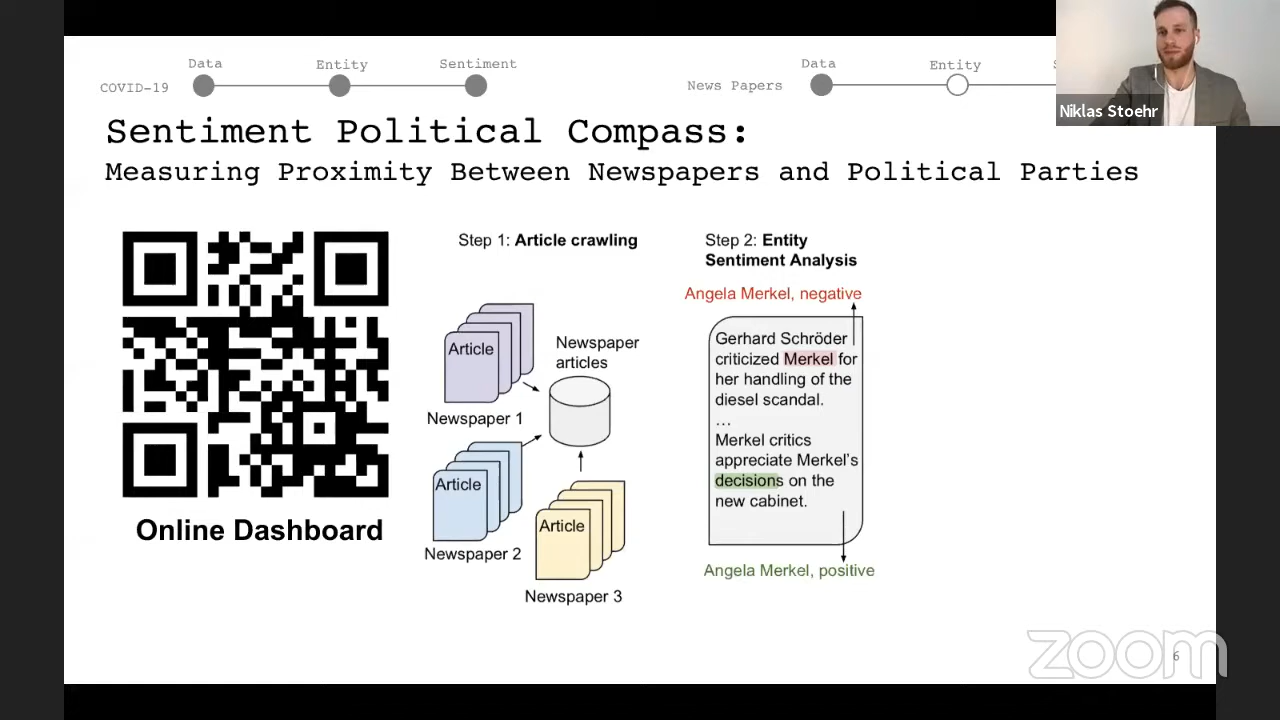 Data
Entity
Sentiment
COVID-19
Data
Entity
News Papers
Niklas Stoehr
Sentiment Political Compass:
Measuring Proximity Between Newspapers and Political Parties
Online Dashboard
Step 1: Article crawling
Article
Newspaper 1
Newspaper
articles
Article
Newspaper 2
Article
Newspaper 3
Step 2: Entity
Sentiment Analysis
Angela Merkel, negative
Gerhard Schröder
criticized Merkel for
her handling of the
diesel scandal.
...
Merkel critics
appreciate Merkel's
decisions on the
new cabinet.
Angela Merkel, positive
zoom
6